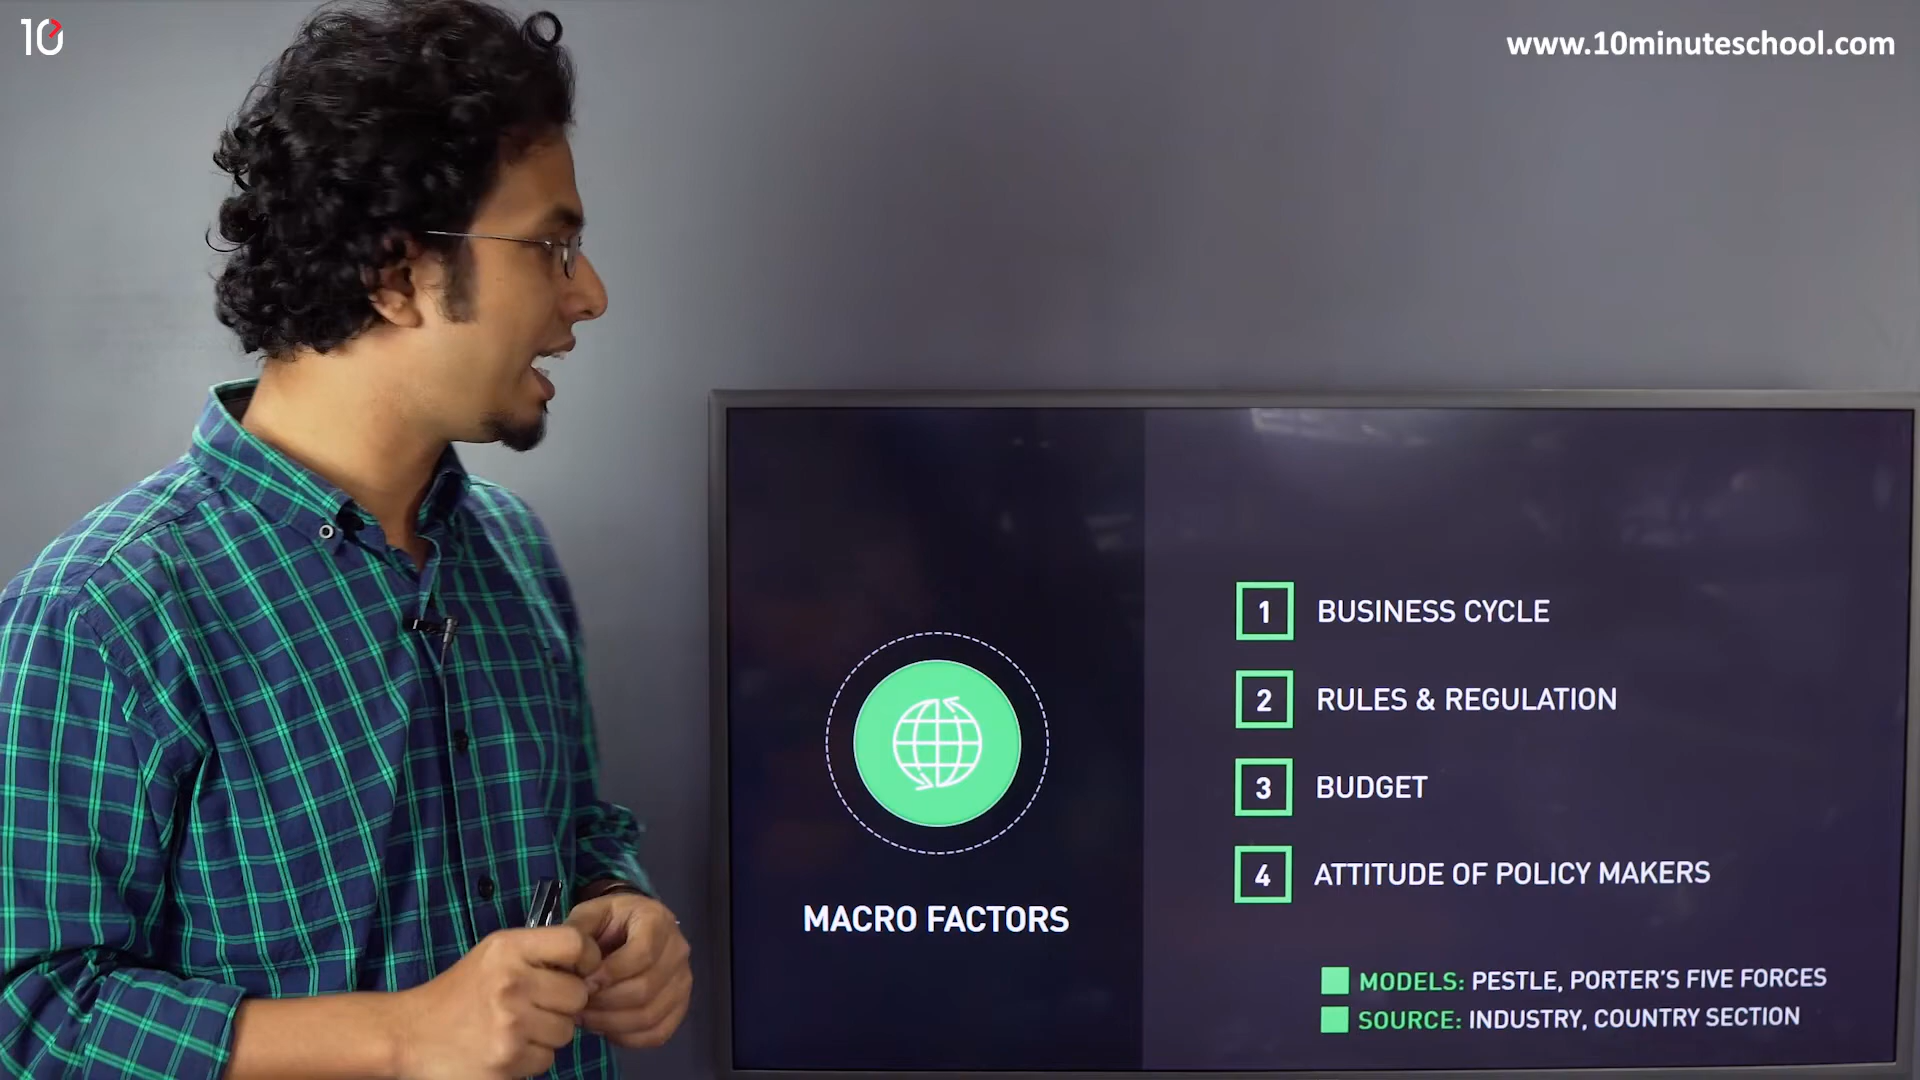 10
www.10minuteschool.com
1 BUSINESS CYCLE
2 RULES & REGULATION
3 BUDGET
4 ATTITUDE OF POLICY MAKERS
MACRO FACTORS
MODELS: PESTLE, PORTER'S FIVE FORCES
SOURCE: INDUSTRY, COUNTRY SECTION